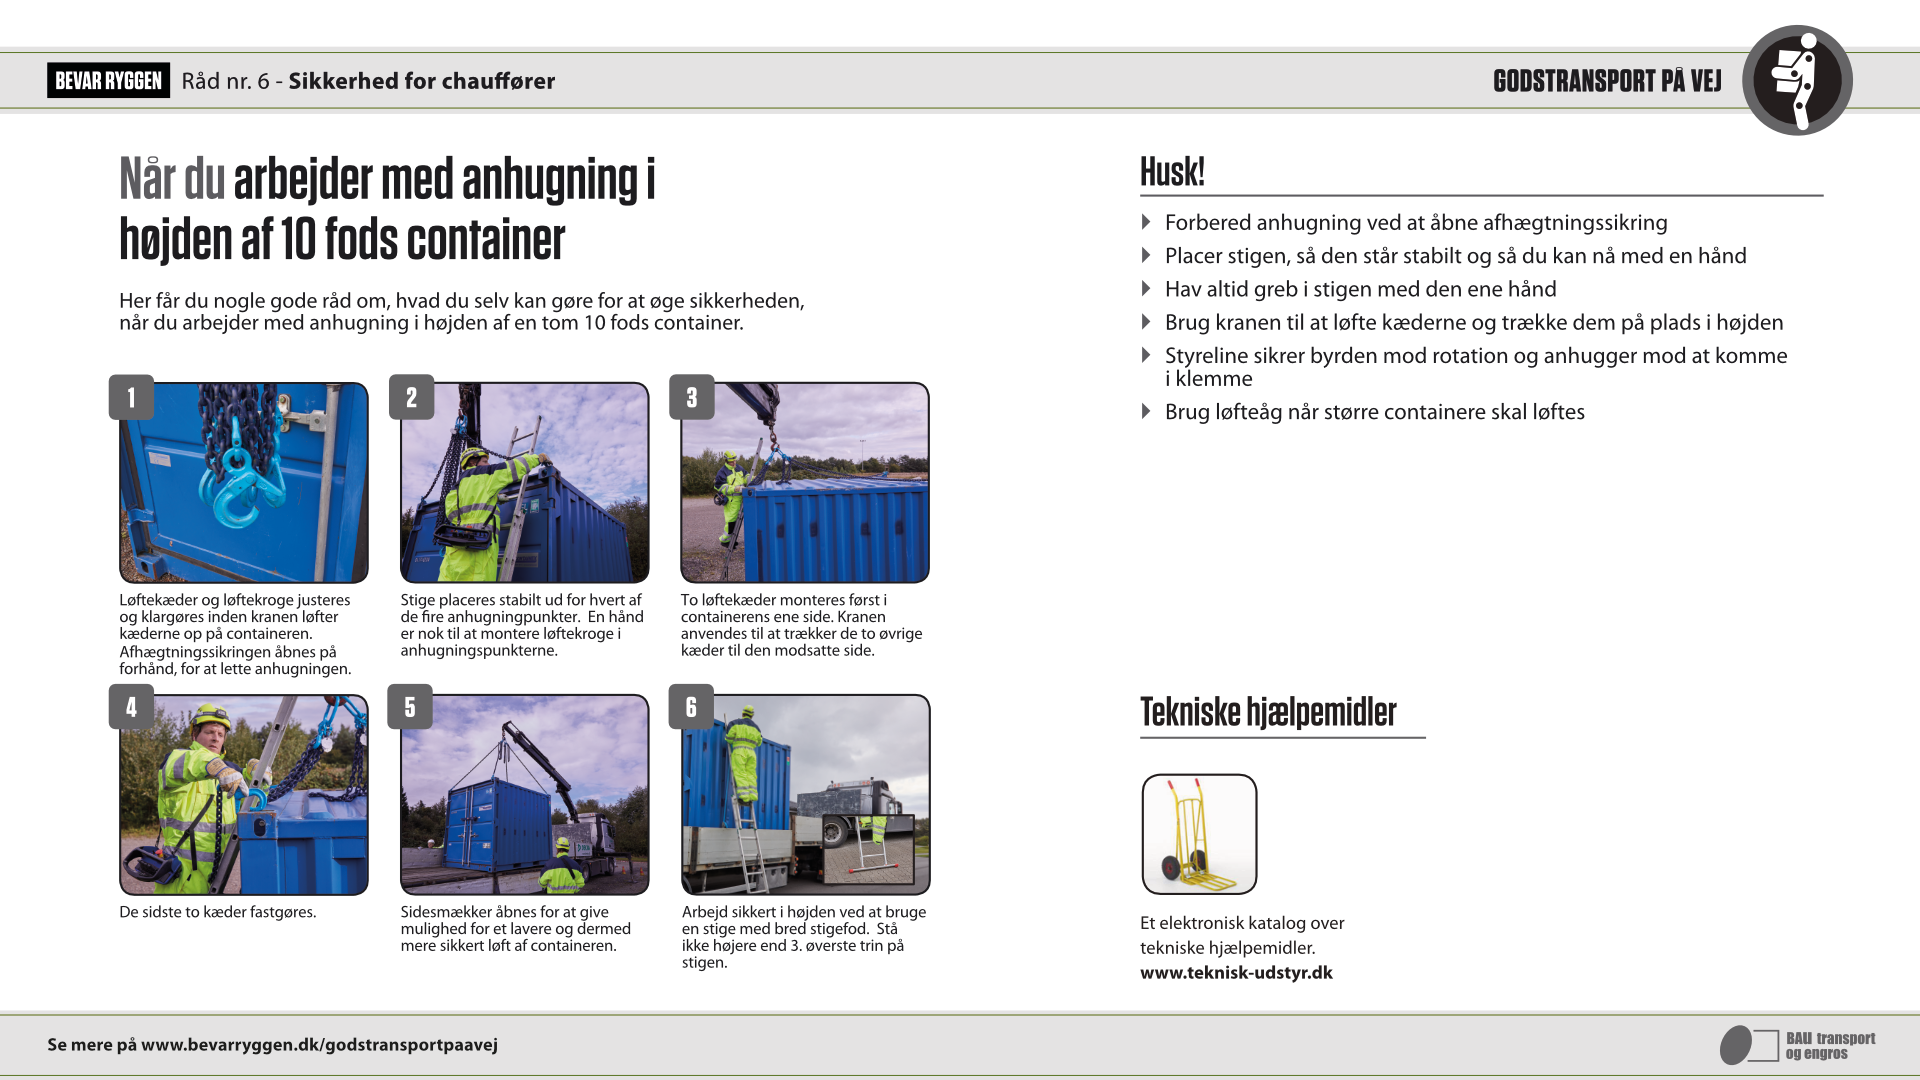 BEVAR RYGGEN Råd nr. 6 - Sikkerhed for chauffører
GODSTRANSPORT PÅ VEJ
Når du arbejder med anhugning i
højden af 10 fods container
Her får du nogle gode råd om, hvad du selv kan gøre for at øge sikkerheden,
når du arbejder med anhugning i højden af en tom 10 fods container.
1
Løftekæder og løftekroge justeres
og klargøres inden kranen løfter
kæderne op på containeren.
Afhægtningssikringen åbnes på
forhånd, for at lette anhugningen.
2
Stige placeres stabilt ud for hvert af
de fire anhugningpunkter.  En hånd
er nok til at montere løftekroge i
anhugningspunkterne.
3
To løftekæder monteres først i
containerens ene side. Kranen
anvendes til at trækker de to øvrige
kæder til den modsatte side.
4
De sidste to kæder fastgøres.
5
Sidesmækker åbnes for at give
mulighed for et lavere og dermed
mere sikkert løft af containeren.
6
Arbejd sikkert i højden ved at bruge
en stige med bred stigefod.  Stå
ikke højere end 3. øverste trin på
stigen.
Husk!
Forbered anhugning ved at åbne afhægtningssikring
Placer stigen, så den står stabilt og så du kan nå med en hånd
Hav altid greb i stigen med den ene hånd
Brug kranen til at løfte kæderne og trække dem på plads i højden
Styreline sikrer byrden mod rotation og anhugger mod at komme
i klemme
Brug løfteåg når større containere skal løftes
Tekniske hjælpemidler
Et elektronisk katalog over
tekniske hjælpemidler.
www.teknisk-udstyr.dk
Se mere på www.bevarryggen.dk/godstransportpaavej
BAU transport
og engros